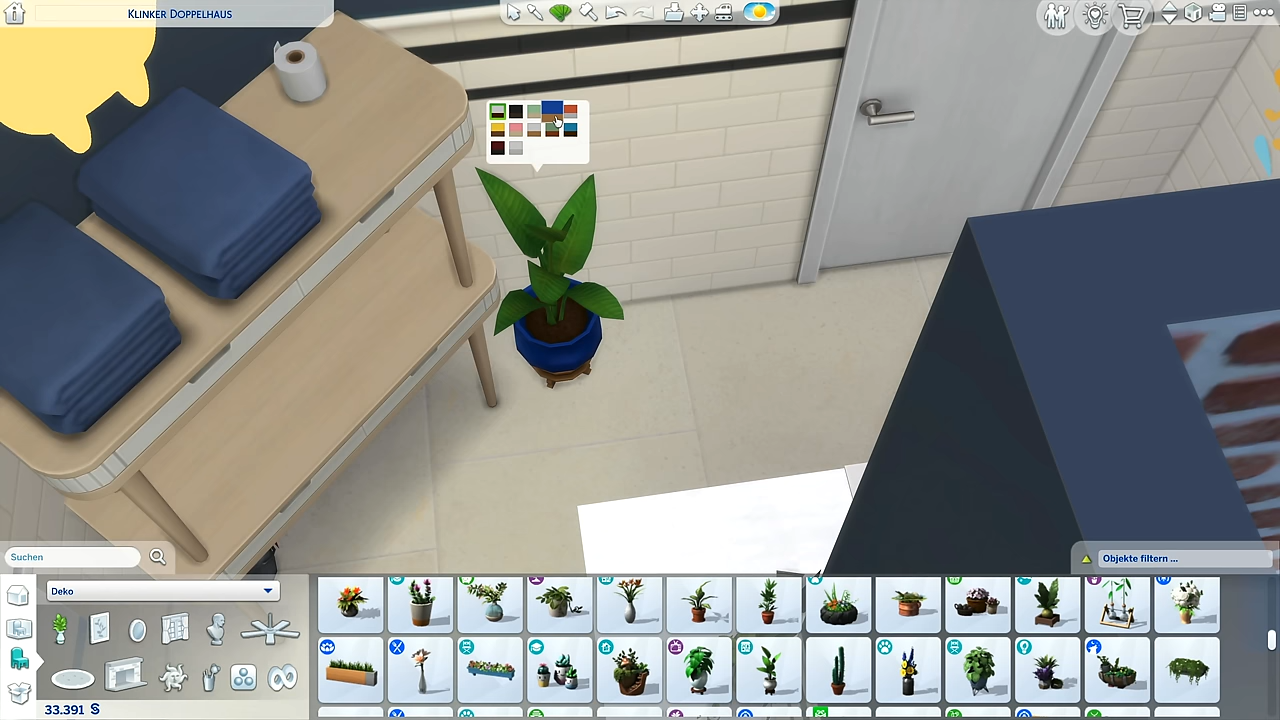 Klinker Doppelhaus
Suchen
Objekte filtern ...
Deko
33.391 $